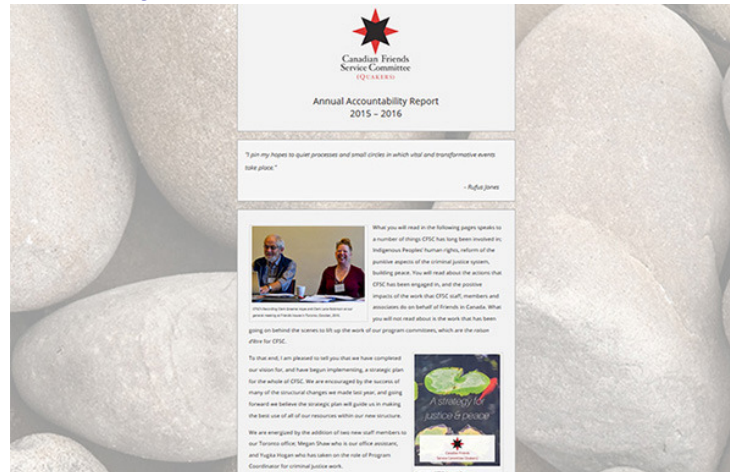 Canadian Friends
Service Committee
(QUAKERS)
Annual Accountability Report
2015 – 2016
"I pin my hopes to quiet processes and small circles in which vital and transformative events
take place."
– Rufus Jones
What you will read in the following pages speaks to
a number of things CFSC has long been involved in:
Indigenous Peoples' human rights, reform of the
punitive aspects of the criminal justice system,
building peace. You will read about the actions that
CFSC has been engaged in, and the positive
impacts of the work that CFSC staff, members and
associates do on behalf of Friends in Canada. What
you will not read about is the work that has been
general meeting at Friends House in Toronto, October, 2015.
going on behind the scenes to lift up the work of our program committees, which are the raison
d'être for CFSC.
To that end, I am pleased to tell you that we have completed
our vision for, and have begun implementing, a strategic plan
for the whole of CFSC. We are encouraged by the success of
many of the structural changes we made last year, and going
forward we believe the strategic plan will guide us in making
the best use of all of our resources within our new structure.
We are energized by the addition of two new staff members to
our Toronto office; Megan Shaw who is our office assistant,
and Yugka Hogan who has taken on the role of Program
Coordinator for criminal justice work.
A strategy for
justice & peace
Canadian Friends
Service Committee (Quakers)